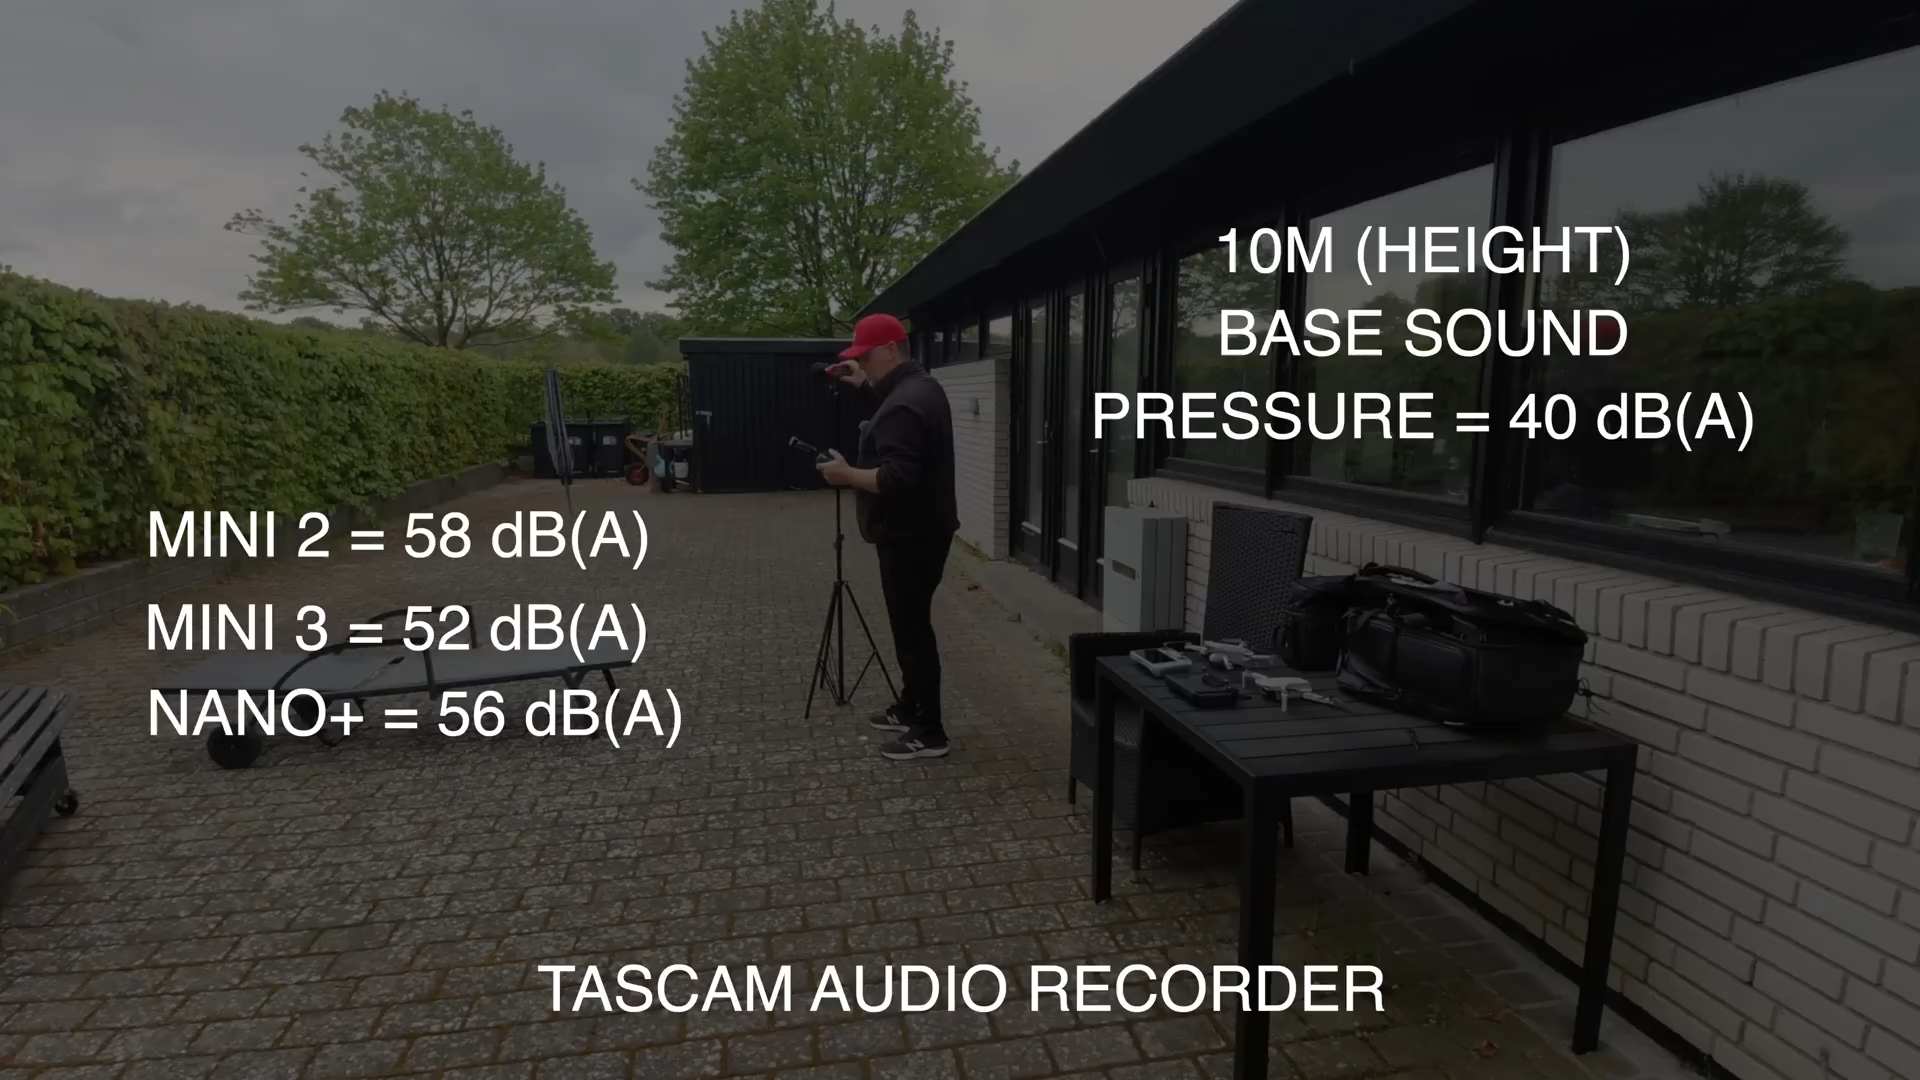 10M (HEIGHT)
BASE SOUND
PRESSURE = 40 dB(A)
MINI 2 = 58 dB(A)
MINI 3 = 52 dB(A)
NANO+ = 56 dB(A)
TASCAM AUDIO RECORDER